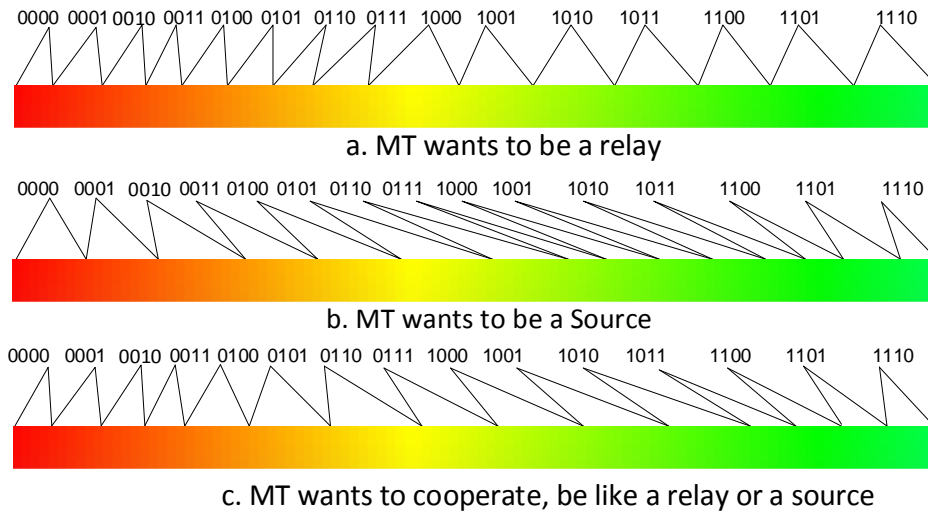 0000 0001 0010 0011 0100 0101 0110 0111 1000 1001 1010 1011 1100 1101 1110
a. MT wants to be a relay
0000 0001 0010 0011 0100 0101 0110 0111 1000 1001 1010 1011 1100 1101 1110
b. MT wants to be a Source
0000 0001 0010 0011 0100 0101 0110 0111 1000 1001 1010 1011 1100 1101 1110
c. MT wants to cooperate, be like a relay or a source